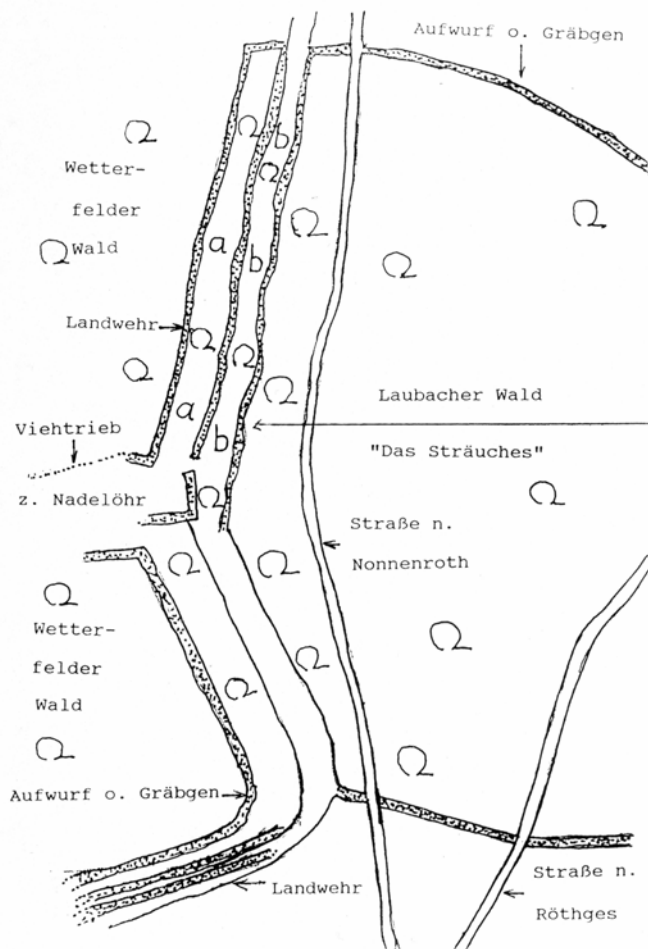 Aufwurf o. Gräbgen
b
Wetter-
felder
Wald
a
b
Landwehr
a
Laubacher Wald
Viehtrieb
b
"Das Sträuches"
z. Nadelöhr
Straße n.
Nonnenroth
Wetter-
felder
Wald
Aufwurf o. Gräbgen
Landwehr
Straße n.
Röthges